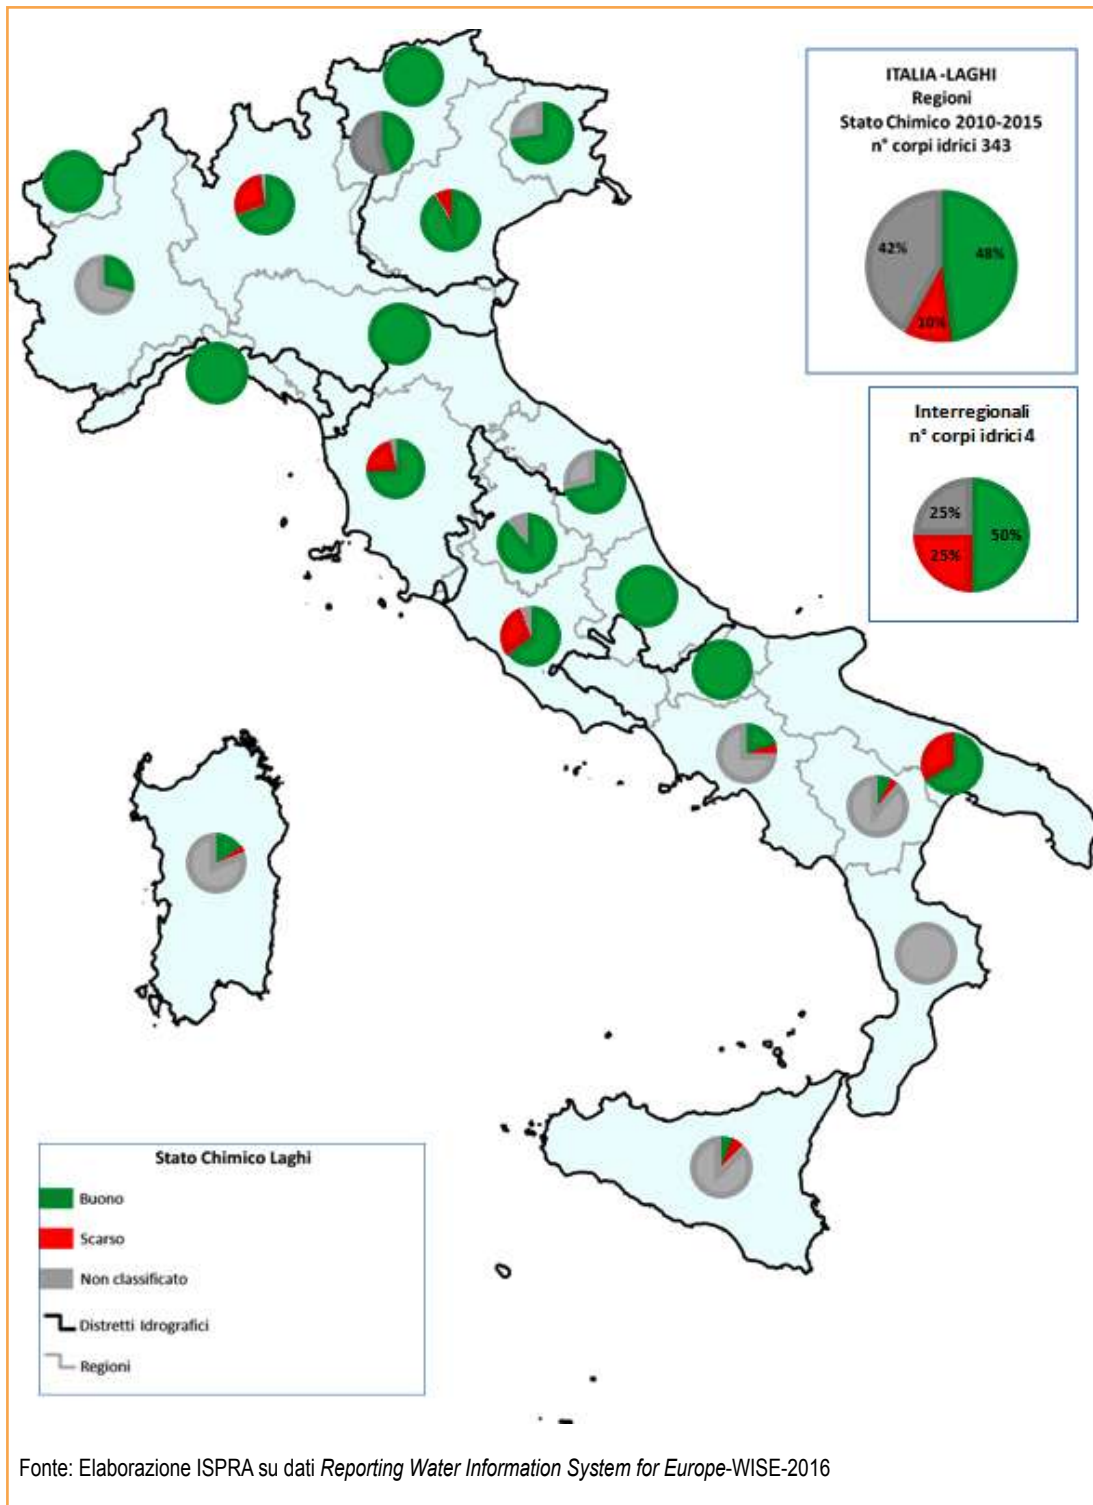 ITALIA -LAGHI
Regioni
Stato Chimico 2010-2015
n° corpi idrici 343
42%
48%
10%
Interregionali
n° corpi idrici 4
25%
50%
25%
Stato Chimico Laghi
Buono
Scarso
Non classificato
Distretti Idrografici
Regioni
Fonte: Elaborazione ISPRA su dati Reporting Water Information System for Europe-WISE-2016